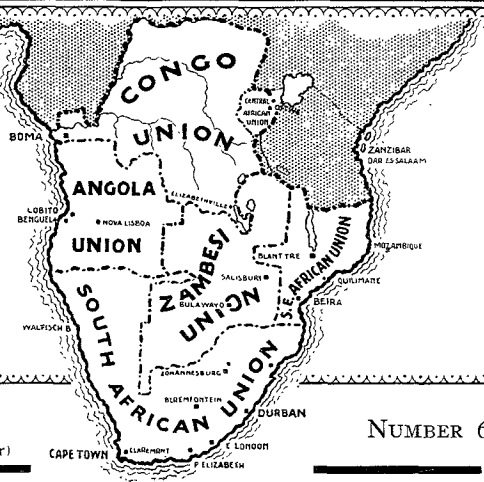 CONGO
UNION
CENTRAL
AFRICAN
UNION
BOMA
ZANZIBAR
DAR ES SALAAM
ANGOLA
UNION
ELIZABETHVILLE
LOBITO
BENGUEL
NOVA LISBOA
ZAMBESI
UNION
BLANTYRE
SALISBURY
BULAWAYO
S.E. AFRICAN UNION
MOZAMBIQUE
QUILIMANE
BEIRA
WALFISCH B
SOUTH AFRICAN UNION
JOHANNESBURG
BLEMFONTEIN
DURBAN
E LONDON
P ELIZABESH
CAPE TOWN
CLAREMONT
NUMBER 6
r)